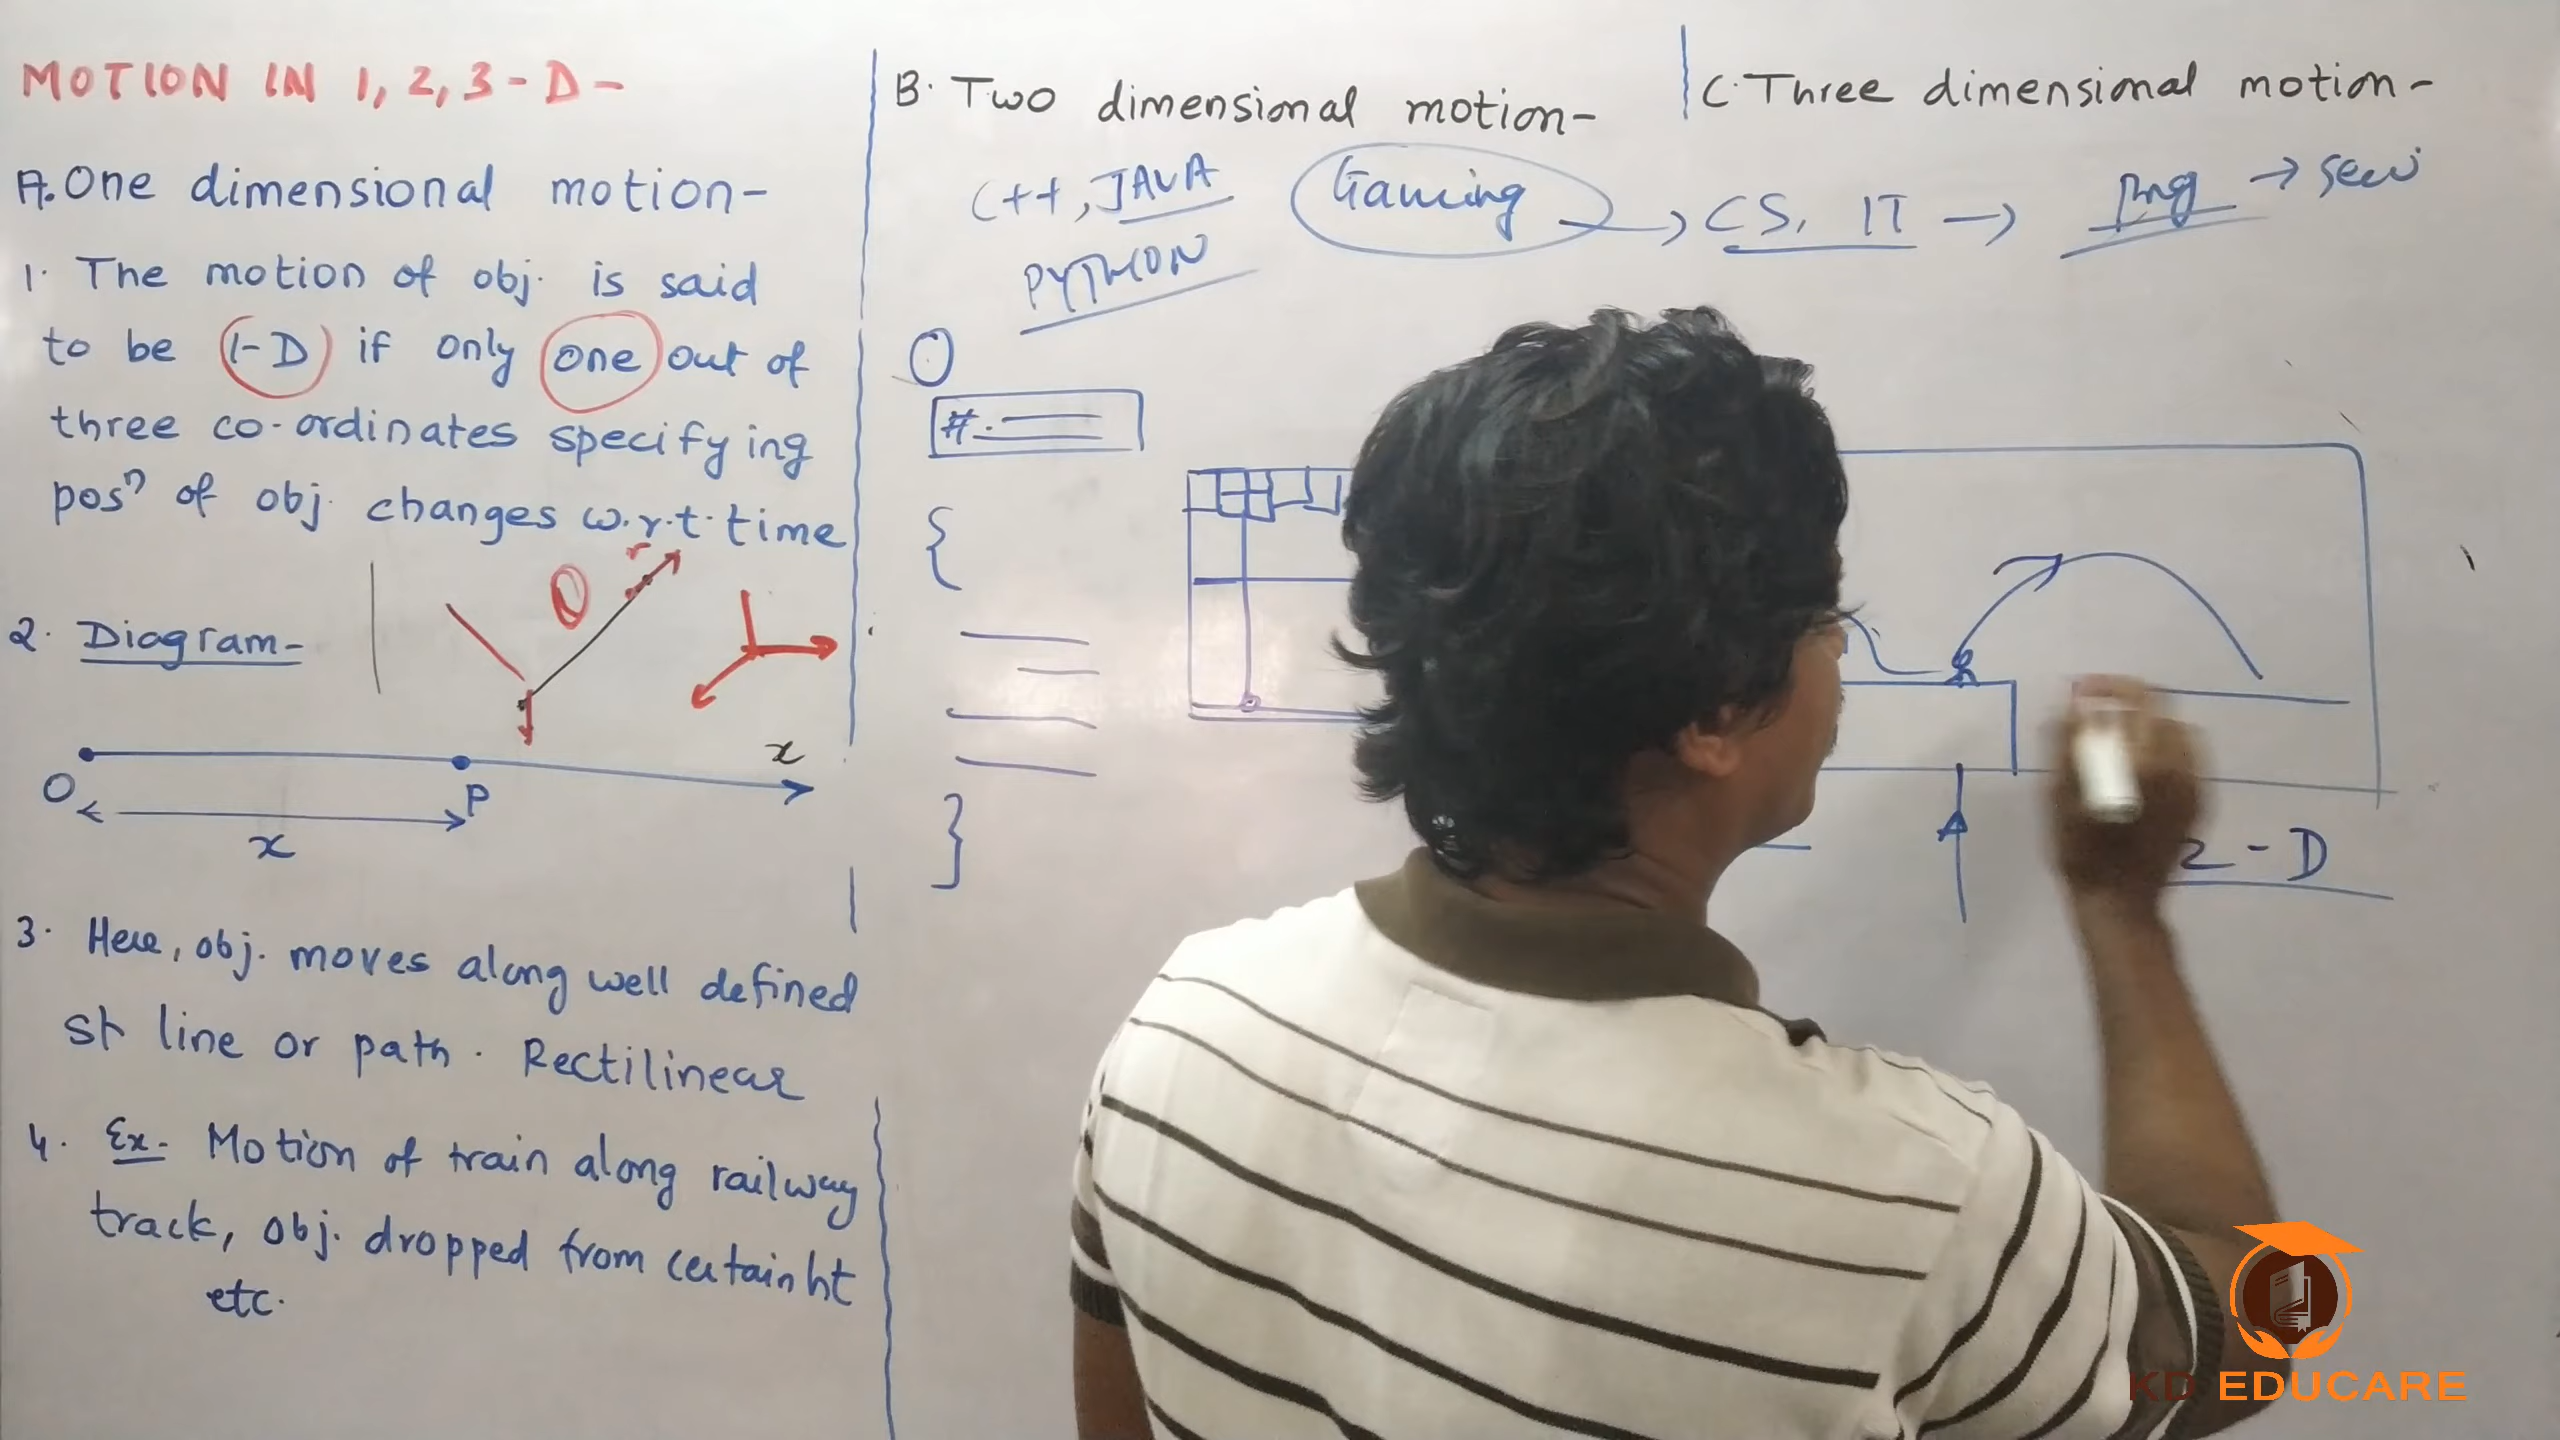 MOTION IN 1, 2, 3 - D -
A. One dimensional motion-
1. The motion of obj. is said
to be 1-D if only one out of
three co-ordinates specifying
posⁿ of obj. changes w.r.t. time
2. Diagram-
r
x
O
P
x
3. Here, obj. moves along well defined
st line or path. Rectilinear
4. Ex- Motion of train along railway
track, obj. dropped from certain ht
etc.
B. Two dimensional motion-
C++, JAVA
PYTHON
Gaming → CS, IT →
()
#.
{
}
2-D
C. Three dimensional motion-
KD EDUCARE